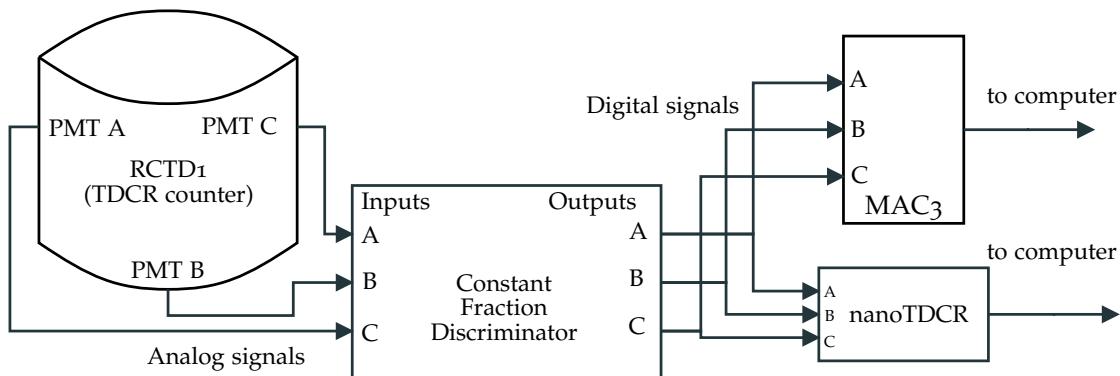 PMT A
PMT C
RCTD1
(TDCR counter)
PMT B
Analog signals
Inputs
Outputs
A
B
C
Constant
Fraction
Discriminator
A
B
C
Digital signals
A
B
C
MAC3
to computer
A
B
C
nanoTDCR
to computer